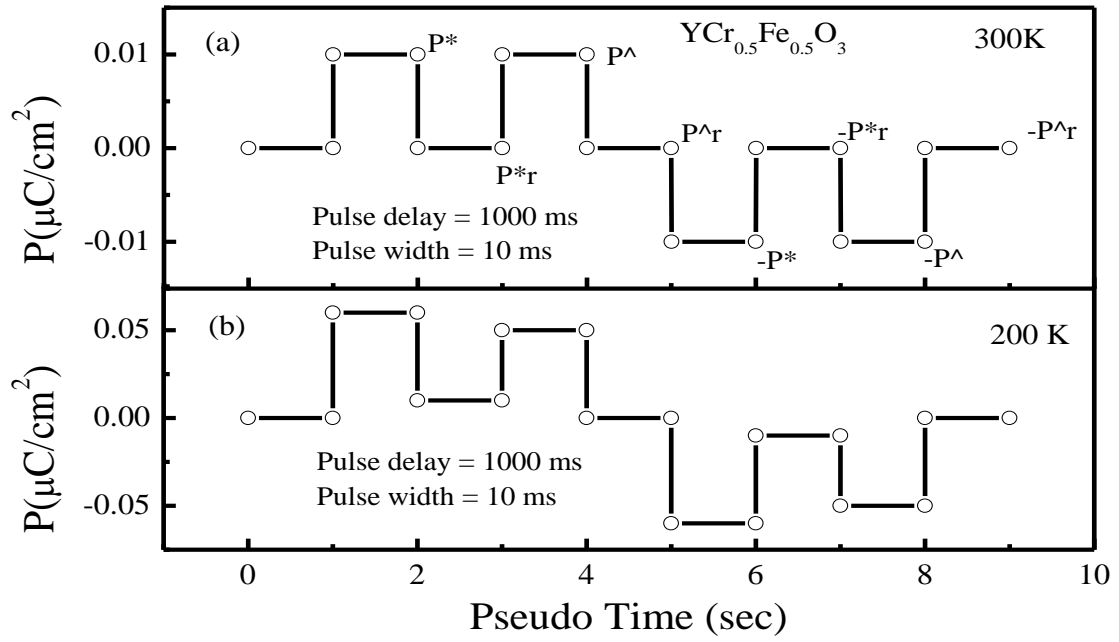 (a)
YCr0.5Fe0.5O3
300K
P*
P^
P*r
P^r
-P*
-P*r
-P^
-P^r
Pulse delay = 1000 ms
Pulse width = 10 ms
0.01
0.00
-0.01
P(μC/cm2)
(b)
200 K
Pulse delay = 1000 ms
Pulse width = 10 ms
0.05
0.00
-0.05
P(μC/cm2)
0 2 4 6 8 10
Pseudo Time (sec)